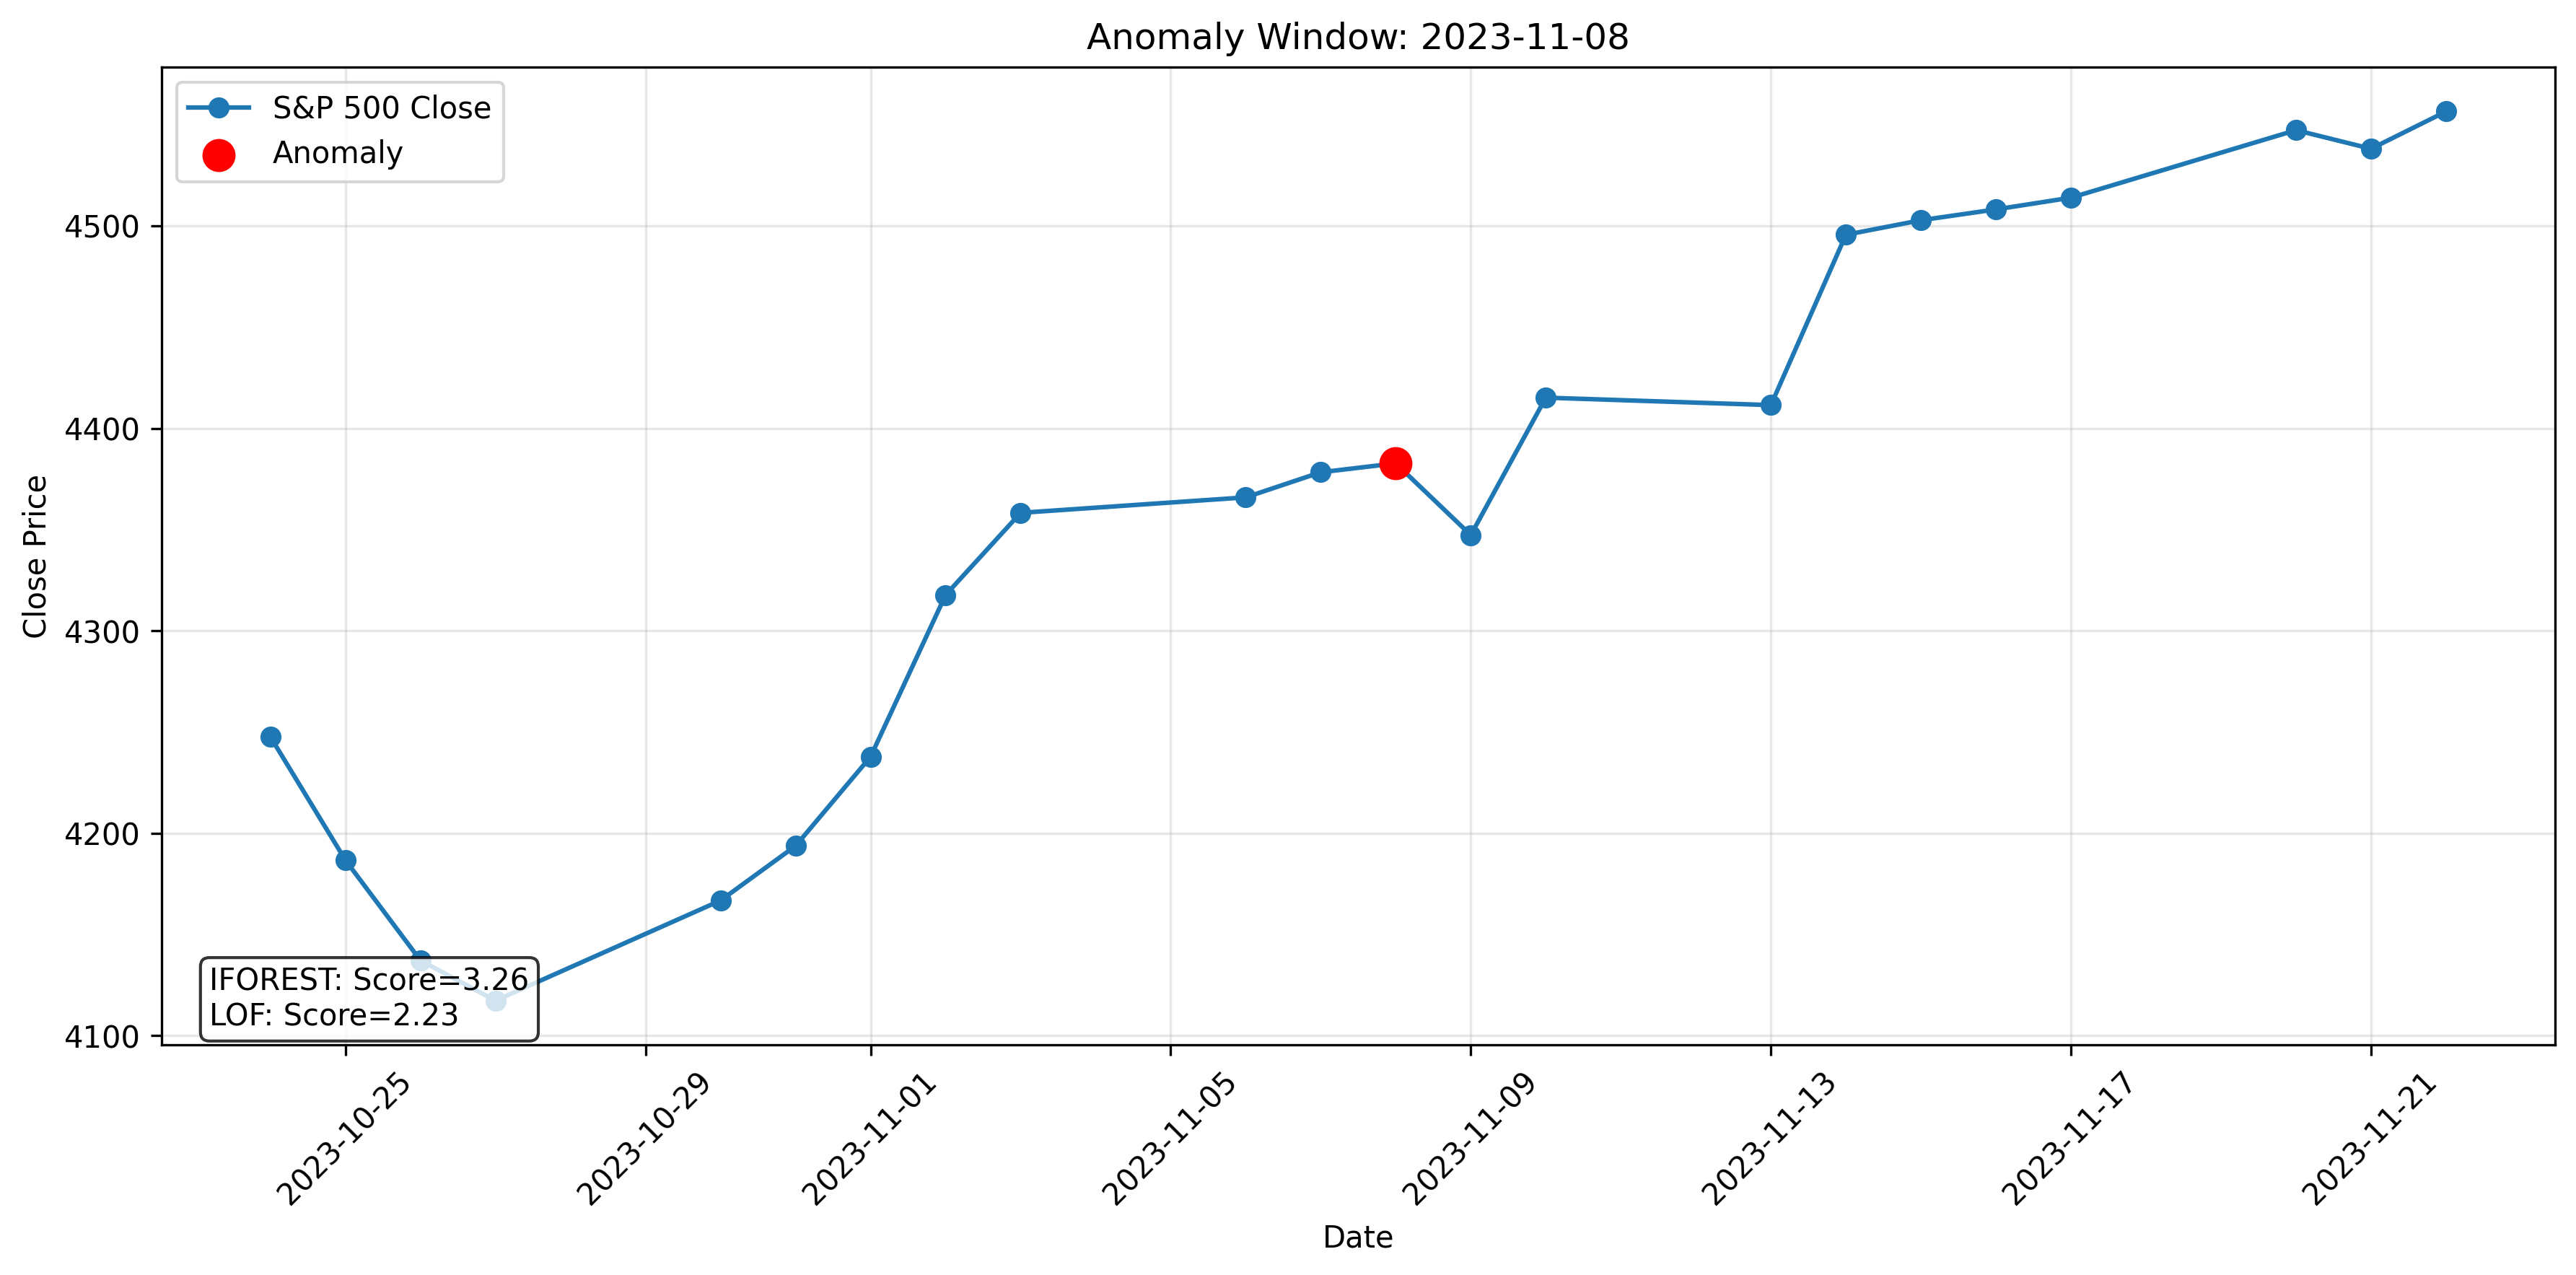 Anomaly Window: 2023-11-08
S&P 500 Close
Anomaly
Close Price
4500
4400
4300
4200
4100
IFOREST: Score=3.26
LOF: Score=2.23
2023-10-25
2023-10-29
2023-11-01
2023-11-05
2023-11-09
2023-11-13
2023-11-17
2023-11-21
Date